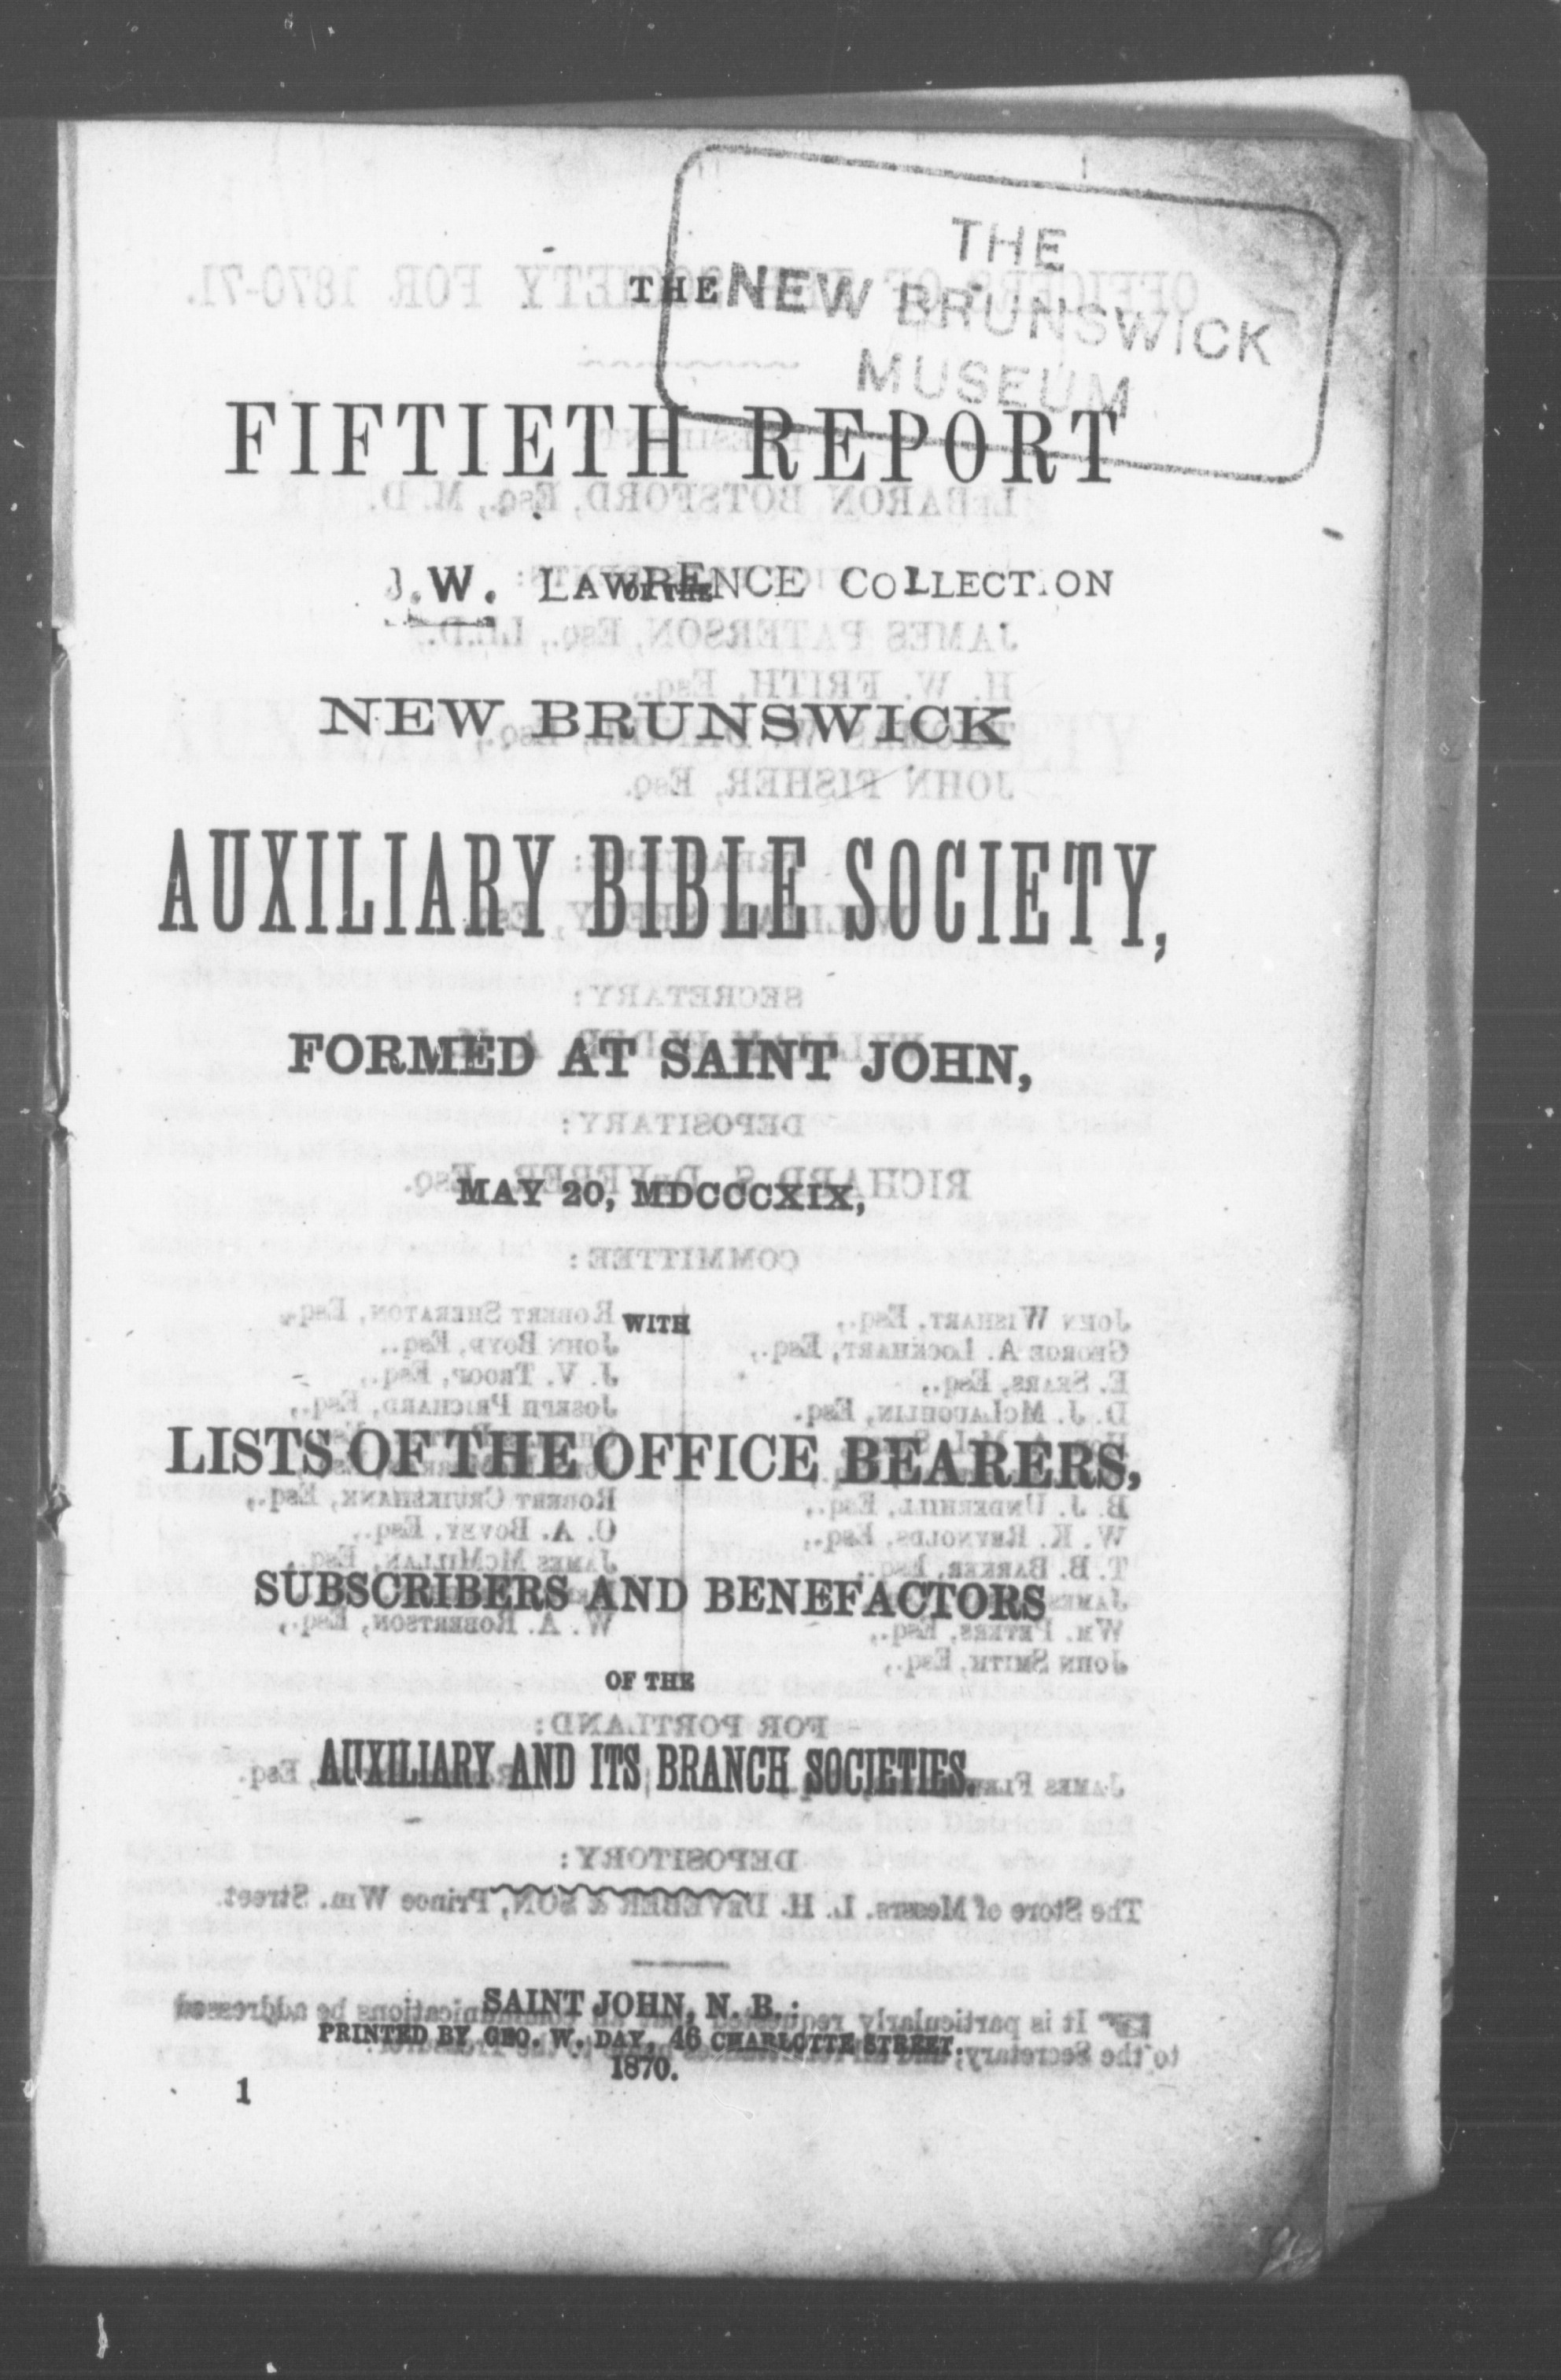 THE
THE
NEW BRUNSWICK
MUSEUM
FIFTIETH REPORT
J. W. LAWRENCE COLLECTION
OF THE
NEW BRUNSWICK
AUXILIARY BIBLE SOCIETY,
FORMED AT SAINT JOHN,
MAY 20, MDCCCXIX,
WITH
LISTS OF THE OFFICE BEARERS,
SUBSCRIBERS AND BENEFACTORS
OF THE
AUXILIARY AND ITS BRANCH SOCIETIES.
SAINT JOHN, N. B.:
PRINTED BY GEO. W. DAY, 46 CHARLOTTE STREET.
1870.
1